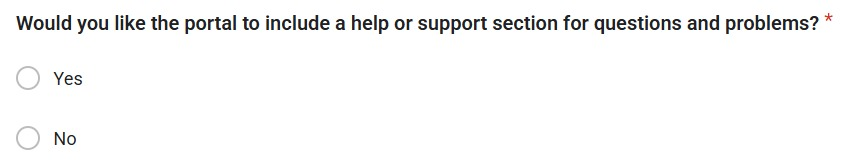 Would you like the portal to include a help or support section for questions and problems? *
Yes
No